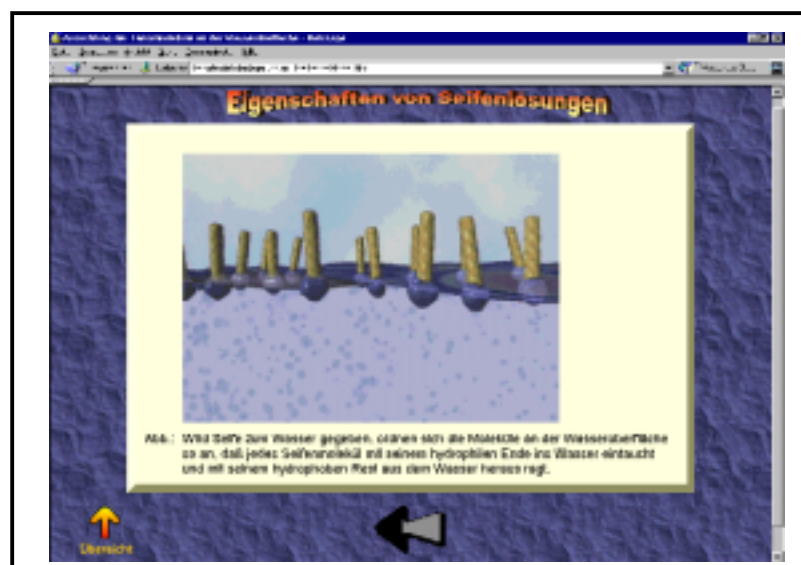 Eigenschaften von Seifenlösungen
Abb.: Wird Seife zum Wasser gegeben, ordnen sich die Moleküle an der Wasseroberfläche
so an, daß jedes Seifenmolekül mit seinem hydrophilen Ende ins Wasser eintaucht
und mit seinem hydrophoben Rest aus dem Wasser heraus ragt.
Übersicht